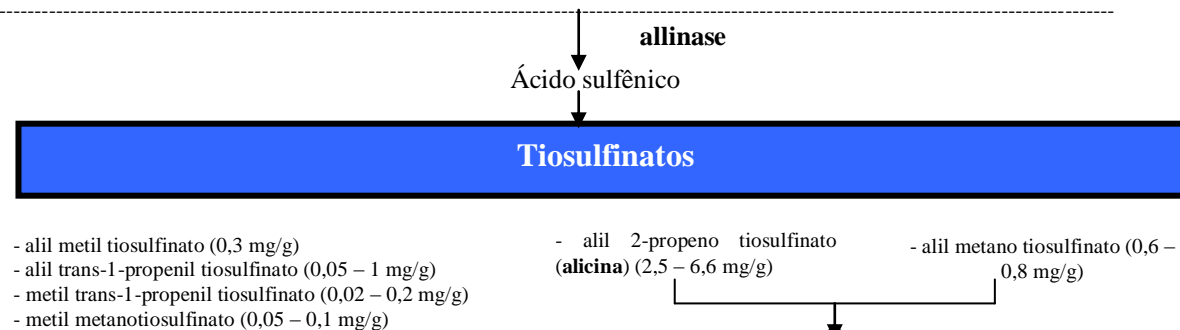 allinase
Ácido sulfênico
Tiosulfinatos
- alil metil tiosulfinato (0,3 mg/g)
- alil trans-1-propenil tiosulfinato (0,05 – 1 mg/g)
- metil trans-1-propenil tiosulfinato (0,02 – 0,2 mg/g)
- metil metanotiosulfinato (0,05 – 0,1 mg/g)
- alil 2-propeno tiosulfinato
(alicina) (2,5 – 6,6 mg/g)
- alil metano tiosulfinato (0,6 –
0,8 mg/g)